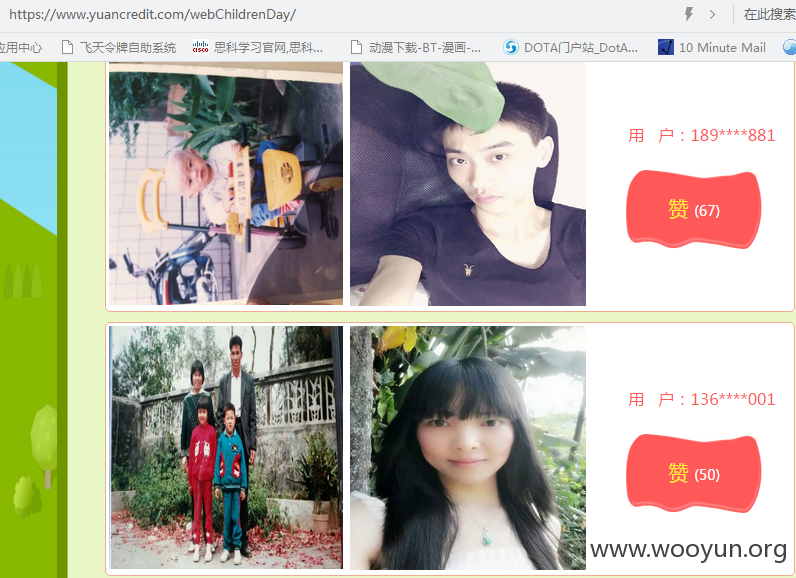 https://www.yuancredit.com/webChildrenDay/
在此搜索
应用中心 飞天令牌自助系统 思科学习官网,思科... 动漫下载-BT-漫画-... DOTA门户站_DotA... 10 Minute Mail
用 户：189****881
赞 (67)
用 户：136****001
赞 (50)
www.wooyun.org